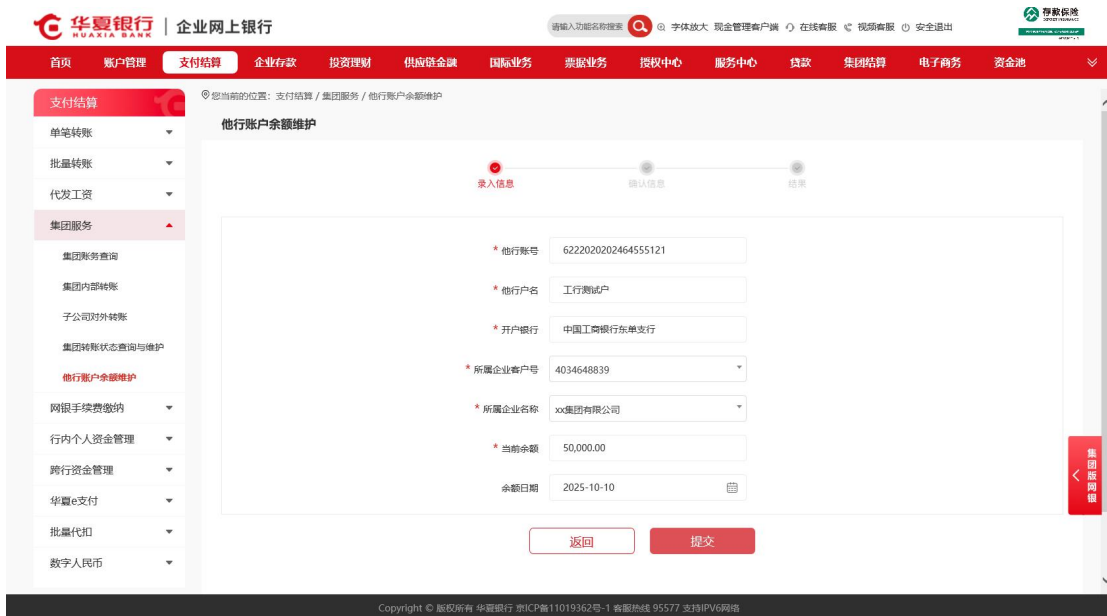 华夏银行 | 企业网上银行
HUAXIA BANK
请输入功能名称搜索 字体放大 现金管理客户端 在线客服 视频客服 安全退出
存款保险
首页 账户管理 支付结算 企业存款 投资理财 供应链金融 国际业务 票据业务 授权中心 服务中心 贷款 集团结算 电子商务 资金池
支付结算
单笔转账
批量转账
代发工资
集团服务
集团账务查询
集团内部转账
子公司对外转账
集团转账状态查询与维护
他行账户余额维护
网银手续费缴纳
行内个人资金管理
跨行资金管理
华夏e支付
批量代扣
数字人民币
您当前的位置：支付结算 / 集团服务 / 他行账户余额维护
他行账户余额维护
录入信息 确认信息 结果
* 他行账号 6222020202464555121
* 他行户名 工行测试户
* 开户银行 中国工商银行东单支行
* 所属企业客户号 4034648839
* 所属企业名称 xx集团有限公司
* 当前余额 50,000.00
余额日期 2025-10-10
返回 提交
集团版网银
Copyright © 版权所有 华夏银行 京ICP备11019362号-1 客服热线 95577 支持IPV6网络